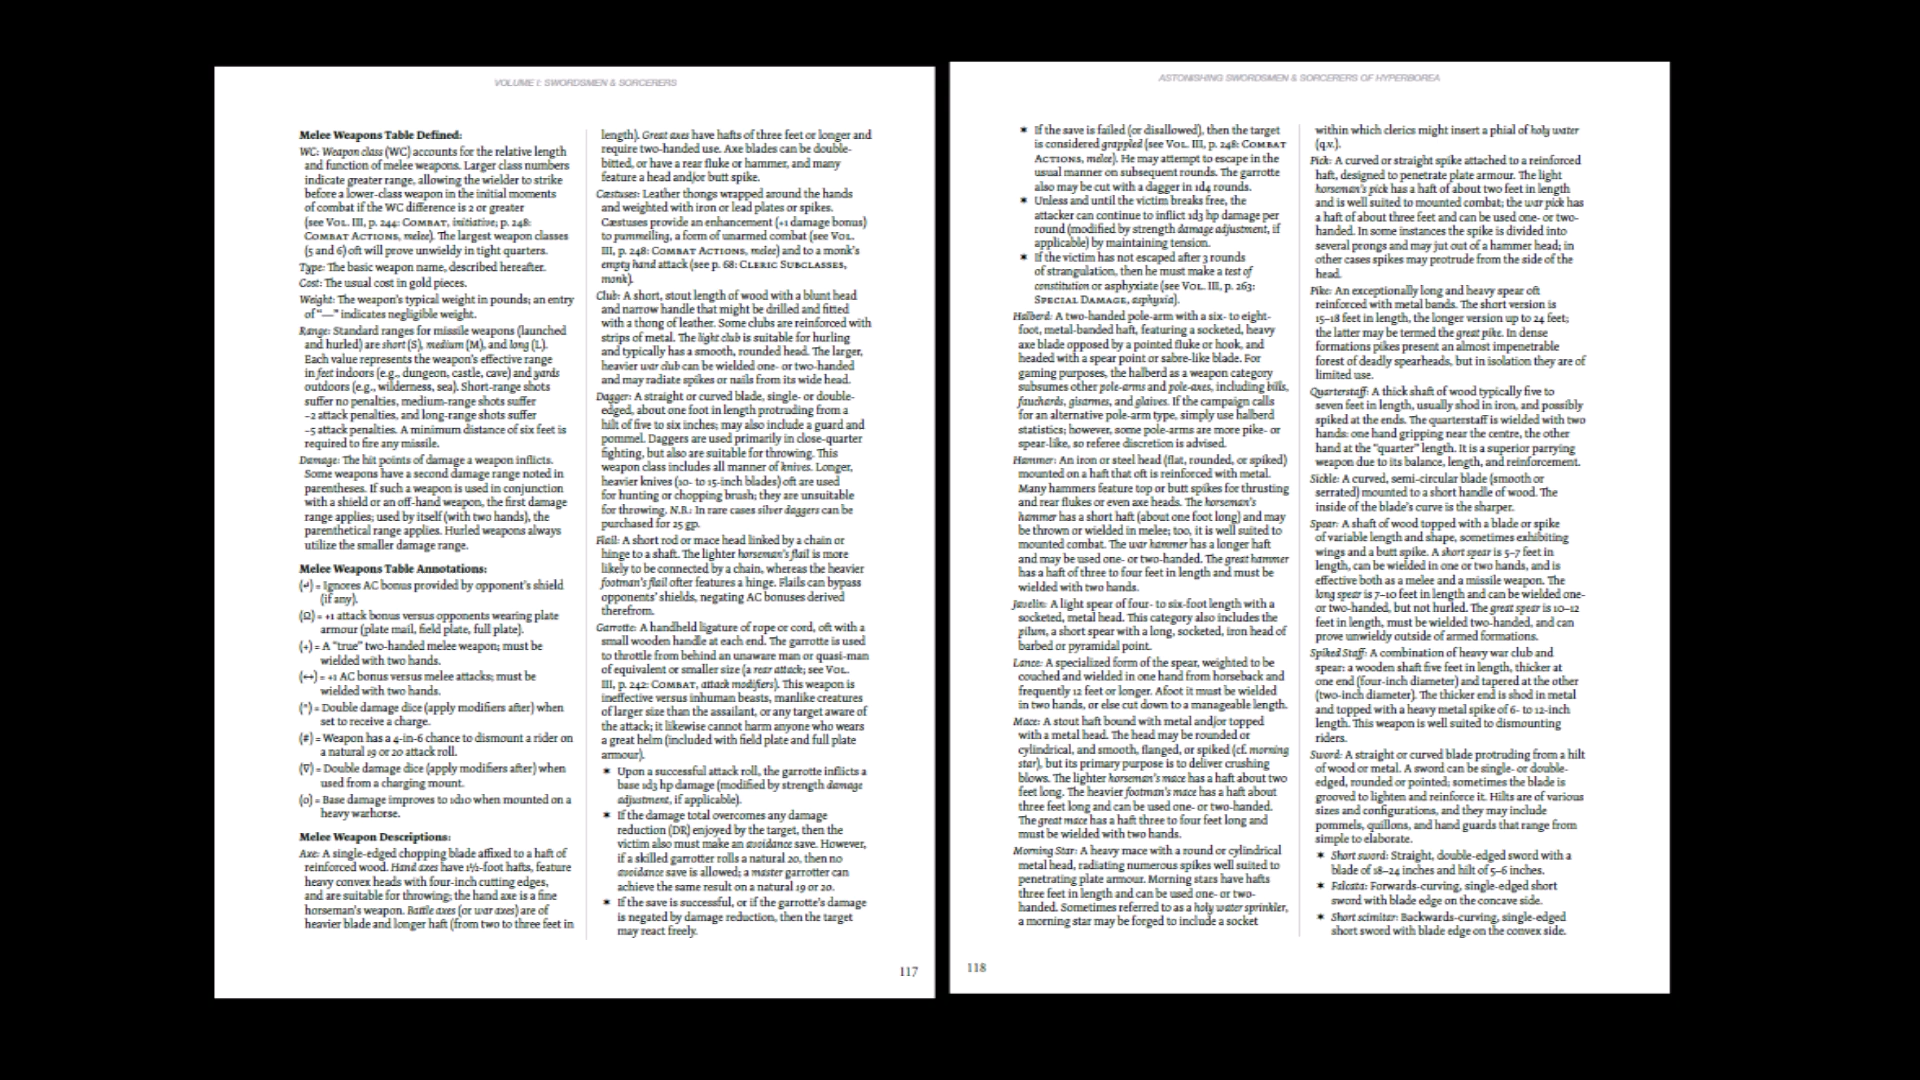 VOLUME I: SWORDSMEN & SORCERERS
Melee Weapons Table Defined:
WC: Weapon class (WC) accounts for the relative length
and function of melee weapons. Larger class numbers
indicate greater range, allowing the wielder to strike
before a lower-class weapon in the initial moments
of combat if the WC difference is 2 or greater
(see VOL. III, p. 244: COMBAT, initiative; p. 248:
COMBAT ACTIONS, melee). The largest weapon classes
(5 and 6) oft will prove unwieldy in tight quarters.
Type: The basic weapon name, described hereafter.
Cost: The usual cost in gold pieces.
Weight: The weapon's typical weight in pounds; an entry
of “—” indicates negligible weight.
Range: Standard ranges for missile weapons (launched
and hurled) are short (S), medium (M), and long (L).
Each value represents the weapon's effective range
in feet indoors (e.g., dungeon, castle, cave) and yards
outdoors (e.g., wilderness, sea). Short-range shots
suffer no penalties, medium-range shots suffer
−2 attack penalties, and long-range shots suffer
−5 attack penalties. A minimum distance of six feet is
required to fire any missile.
Damage: The hit points of damage a weapon inflicts.
Some weapons have a second damage range noted in
parentheses. If such a weapon is used in conjunction
with a shield or an off-hand weapon, the first damage
range applies; used by itself (with two hands), the
parenthetical range applies. Hurled weapons always
utilize the smaller damage range.
Melee Weapons Table Annotations:
(↵) = Ignores AC bonus provided by opponent's shield
(if any).
(Ω) = +1 attack bonus versus opponents wearing plate
armour (plate mail, field plate, full plate).
(+) = A “true” two-handed melee weapon; must be
wielded with two hands.
(↔) = +1 AC bonus versus melee attacks; must be
wielded with two hands.
(^) = Double damage dice (apply modifiers after) when
set to receive a charge.
(#) = Weapon has a 4-in-6 chance to dismount a rider on
a natural 19 or 20 attack roll.
(∇) = Double damage dice (apply modifiers after) when
used from a charging mount.
(o) = Base damage improves to 1d10 when mounted on a
heavy warhorse.
Melee Weapon Descriptions:
Axe: A single-edged chopping blade affixed to a haft of
reinforced wood. Hand axes have 1½-foot hafts, feature
heavy convex heads with four-inch cutting edges,
and are suitable for throwing; the hand axe is a fine
horseman's weapon. Battle axes (or war axes) are of
heavier blade and longer haft (from two to three feet in
length). Great axes have hafts of three feet or longer and
require two-handed use. Axe blades can be double-
bitted, or have a rear fluke or hammer, and many
feature a head and/or butt spike.
Cæstuses: Leather thongs wrapped around the hands
and weighted with iron or lead plates or spikes.
Cæstuses provide an enhancement (+1 damage bonus)
to pummelling, a form of unarmed combat (see VOL.
III, p. 248: COMBAT ACTIONS, melee) and to a monk's
empty hand attack (see p. 68: CLERIC SUBCLASSES,
monk).
Club: A short, stout length of wood with a blunt head
and narrow handle that might be drilled and fitted
with a thong of leather. Some clubs are reinforced with
strips of metal. The light club is suitable for hurling
and typically has a smooth, rounded head. The larger,
heavier war club can be wielded one- or two-handed
and may radiate spikes or nails from its wide head.
Dagger: A straight or curved blade, single- or double-
edged, about one foot in length protruding from a
hilt of five to six inches; may also include a guard and
pommel. Daggers are used primarily in close-quarter
fighting, but also are suitable for throwing. This
weapon class includes all manner of knives. Longer,
heavier knives (10- to 15-inch blades) oft are used
for hunting or chopping brush; they are unsuitable
for throwing. N.B.: In rare cases silver daggers can be
purchased for 25 gp.
Flail: A short rod or mace head linked by a chain or
hinge to a shaft. The lighter horseman's flail is more
likely to be connected by a chain, whereas the heavier
footman's flail ofter features a hinge. Flails can bypass
opponents' shields, negating AC bonuses derived
therefrom.
Garrotte: A handheld ligature of rope or cord, oft with a
small wooden handle at each end. The garrotte is used
to throttle from behind an unaware man or quasi-man
of equivalent or smaller size (a rear attack; see VOL.
III, p. 242: COMBAT, attack modifiers). This weapon is
ineffective versus inhuman beasts, manlike creatures
of larger size than the assailant, or any target aware of
the attack; it likewise cannot harm anyone who wears
a great helm (included with field plate and full plate
armour).
✶ Upon a successful attack roll, the garrotte inflicts a
base 1d3 hp damage (modified by strength damage
adjustment, if applicable).
✶ If the damage total overcomes any damage
reduction (DR) enjoyed by the target, then the
victim also must make an avoidance save. However,
if a skilled garrotter rolls a natural 20, then no
avoidance save is allowed; a master garrotter can
achieve the same result on a natural 19 or 20.
✶ If the save is successful, or if the garrotte's damage
is negated by damage reduction, then the target
may react freely.
117
ASTONISHING SWORDSMEN & SORCERERS OF HYPERBOREA
✶ If the save is failed (or disallowed), then the target
is considered grappled (see VOL. III, p. 248: COMBAT
ACTIONS, melee). He may attempt to escape in the
usual manner on subsequent rounds. The garrotte
also may be cut with a dagger in 1d4 rounds.
✶ Unless and until the victim breaks free, the
attacker can continue to inflict 1d3 hp damage per
round (modified by strength damage adjustment, if
applicable) by maintaining tension.
✶ If the victim has not escaped after 3 rounds
of strangulation, then he must make a test of
constitution or asphyxiate (see VOL. III, p. 263:
SPECIAL DAMAGE, asphyxia).
Halberd: A two-handed pole-arm with a six- to eight-
foot, metal-banded haft, featuring a socketed, heavy
axe blade opposed by a pointed fluke or hook, and
headed with a spear point or sabre-like blade. For
gaming purposes, the halberd as a weapon category
subsumes other pole-arms and pole-axes, including bills,
fauchards, gisarmes, and glaives. If the campaign calls
for an alternative pole-arm type, simply use halberd
statistics; however, some pole-arms are more pike- or
spear-like, so referee discretion is advised.
Hammer: An iron or steel head (flat, rounded, or spiked)
mounted on a haft that oft is reinforced with metal.
Many hammers feature top or butt spikes for thrusting
and rear flukes or even axe heads. The horseman's
hammer has a short haft (about one foot long) and may
be thrown or wielded in melee; too, it is well suited to
mounted combat. The war hammer has a longer haft
and may be used one- or two-handed. The great hammer
has a haft of three to four feet in length and must be
wielded with two hands.
Javelin: A light spear of four- to six-foot length with a
socketed, metal head. This category also includes the
pilum, a short spear with a long, socketed, iron head of
barbed or pyramidal point.
Lance: A specialized form of the spear, weighted to be
couched and wielded in one hand from horseback and
frequently 12 feet or longer. Afoot it must be wielded
in two hands, or else cut down to a manageable length.
Mace: A stout haft bound with metal and/or topped
with a metal head. The head may be rounded or
cylindrical, and smooth, flanged, or spiked (cf. morning
star), but its primary purpose is to deliver crushing
blows. The lighter horseman's mace has a haft about two
feet long. The heavier footman's mace has a haft about
three feet long and can be used one- or two-handed.
The great mace has a haft three to four feet long and
must be wielded with two hands.
Morning Star: A heavy mace with a round or cylindrical
metal head, radiating numerous spikes well suited to
penetrating plate armour. Morning stars have hafts
three feet in length and can be used one- or two-
handed. Sometimes referred to as a holy water sprinkler,
a morning star may be forged to include a socket
within which clerics might insert a phial of holy water
(q.v.).
Pick: A curved or straight spike attached to a reinforced
haft, designed to penetrate plate armour. The light
horseman's pick has a haft of about two feet in length
and is well suited to mounted combat; the war pick has
a haft of about three feet and can be used one- or two-
handed. In some instances the spike is divided into
several prongs and may jut out of a hammer head; in
other cases spikes may protrude from the side of the
head.
Pike: An exceptionally long and heavy spear oft
reinforced with metal bands. The short version is
15–18 feet in length, the longer version up to 24 feet;
the latter may be termed the great pike. In dense
formations pikes present an almost impenetrable
forest of deadly spearheads, but in isolation they are of
limited use.
Quarterstaff: A thick shaft of wood typically five to
seven feet in length, usually shod in iron, and possibly
spiked at the ends. The quarterstaff is wielded with two
hands: one hand gripping near the centre, the other
hand at the “quarter” length. It is a superior parrying
weapon due to its balance, length, and reinforcement.
Sickle: A curved, semi-circular blade (smooth or
serrated) mounted to a short handle of wood. The
inside of the blade's curve is the sharper.
Spear: A shaft of wood topped with a blade or spike
of variable length and shape, sometimes exhibiting
wings and a butt spike. A short spear is 5–7 feet in
length, can be wielded in one or two hands, and is
effective both as a melee and a missile weapon. The
long spear is 7–10 feet in length and can be wielded one-
or two-handed, but not hurled. The great spear is 10–12
feet in length, must be wielded two-handed, and can
prove unwieldy outside of armed formations.
Spiked Staff: A combination of heavy war club and
spear: a wooden shaft five feet in length, thicker at
one end (four-inch diameter) and tapered at the other
(two-inch diameter). The thicker end is shod in metal
and topped with a heavy metal spike of 6- to 12-inch
length. This weapon is well suited to dismounting
riders.
Sword: A straight or curved blade protruding from a hilt
of wood or metal. A sword can be single- or double-
edged, rounded or pointed; sometimes the blade is
grooved to lighten and reinforce it. Hilts are of various
sizes and configurations, and they may include
pommels, quillons, and hand guards that range from
simple to elaborate.
✶ Short sword: Straight, double-edged sword with a
blade of 18–24 inches and hilt of 5–6 inches.
✶ Falcata: Forwards-curving, single-edged short
sword with blade edge on the concave side.
✶ Short scimitar: Backwards-curving, single-edged
short sword with blade edge on the convex side.
118